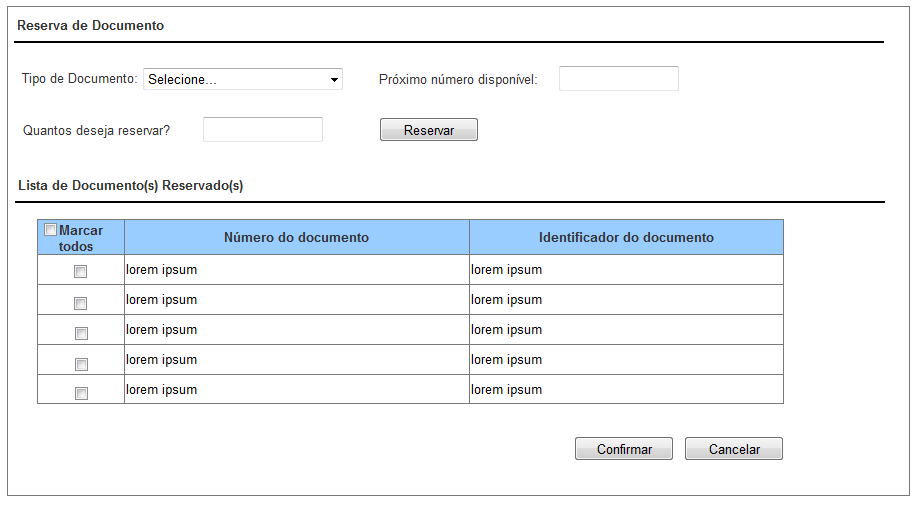 Reserva de Documento
Tipo de Documento: Selecione... Próximo número disponível:
Quantos deseja reservar? Reservar
Lista de Documento(s) Reservado(s)
Marcar todos Número do documento Identificador do documento
lorem ipsum lorem ipsum
lorem ipsum lorem ipsum
lorem ipsum lorem ipsum
lorem ipsum lorem ipsum
lorem ipsum lorem ipsum
Confirmar Cancelar